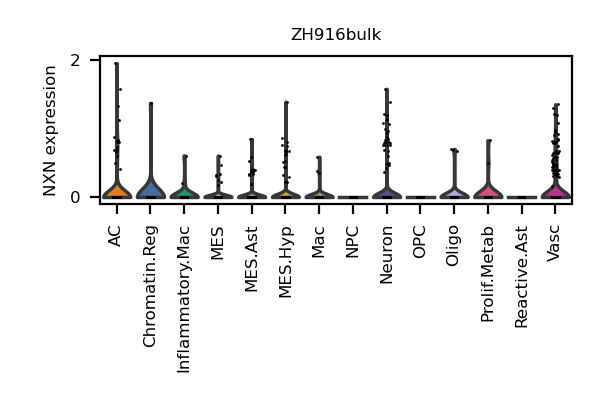 ZH916bulk
NXN expression
2
0
AC
Chromatin.Reg
Inflammatory.Mac
MES
MES.Ast
MES.Hyp
Mac
NPC
Neuron
OPC
Oligo
Prolif.Metab
Reactive.Ast
Vasc